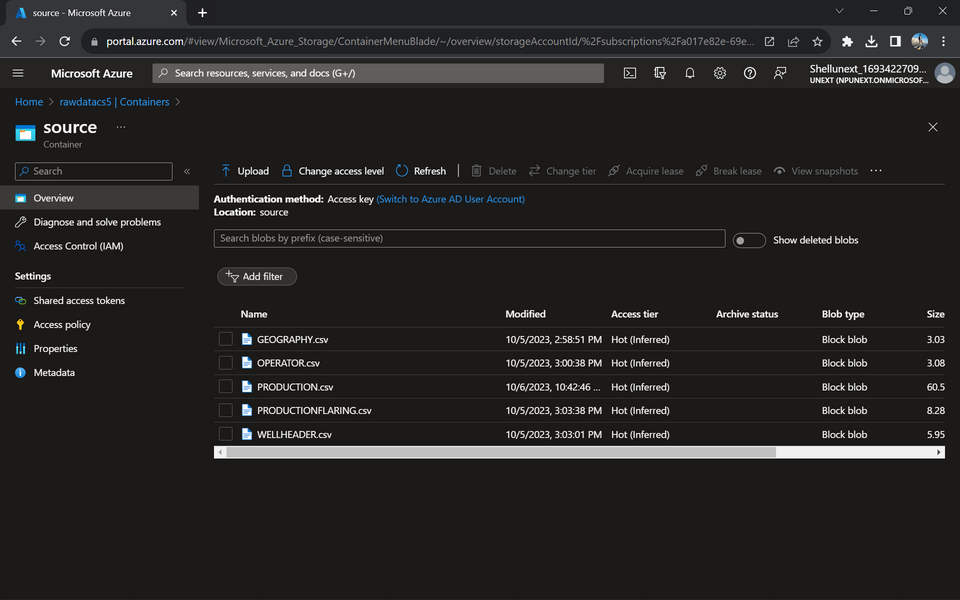 source - Microsoft Azure
portal.azure.com/#view/Microsoft_Azure_Storage/ContainerMenuBlade/~/overview/storageAccountId/%2Fsubscriptions%2Fa017e82e-69e...
Microsoft Azure
Search resources, services, and docs (G+/)
Shellunext_1693422709...
UNEXT (NPUNEXT.ONMICROSOF...
Home > rawdatacs5 | Containers >
source ...
Container
Search
«
Upload Change access level Refresh | Delete Change tier Acquire lease Break lease View snapshots ...
Overview
Diagnose and solve problems
Access Control (IAM)
Settings
Shared access tokens
Access policy
Properties
Metadata
Authentication method: Access key (Switch to Azure AD User Account)
Location: source
Search blobs by prefix (case-sensitive)
Show deleted blobs
Add filter
Name Modified Access tier Archive status Blob type Size
GEOGRAPHY.csv 10/5/2023, 2:58:51 PM Hot (Inferred) Block blob 3.03
OPERATOR.csv 10/5/2023, 3:00:38 PM Hot (Inferred) Block blob 3.08
PRODUCTION.csv 10/6/2023, 10:42:46 ... Hot (Inferred) Block blob 60.5
PRODUCTIONFLARING.csv 10/5/2023, 3:03:38 PM Hot (Inferred) Block blob 8.28
WELLHEADER.csv 10/5/2023, 3:03:01 PM Hot (Inferred) Block blob 5.95